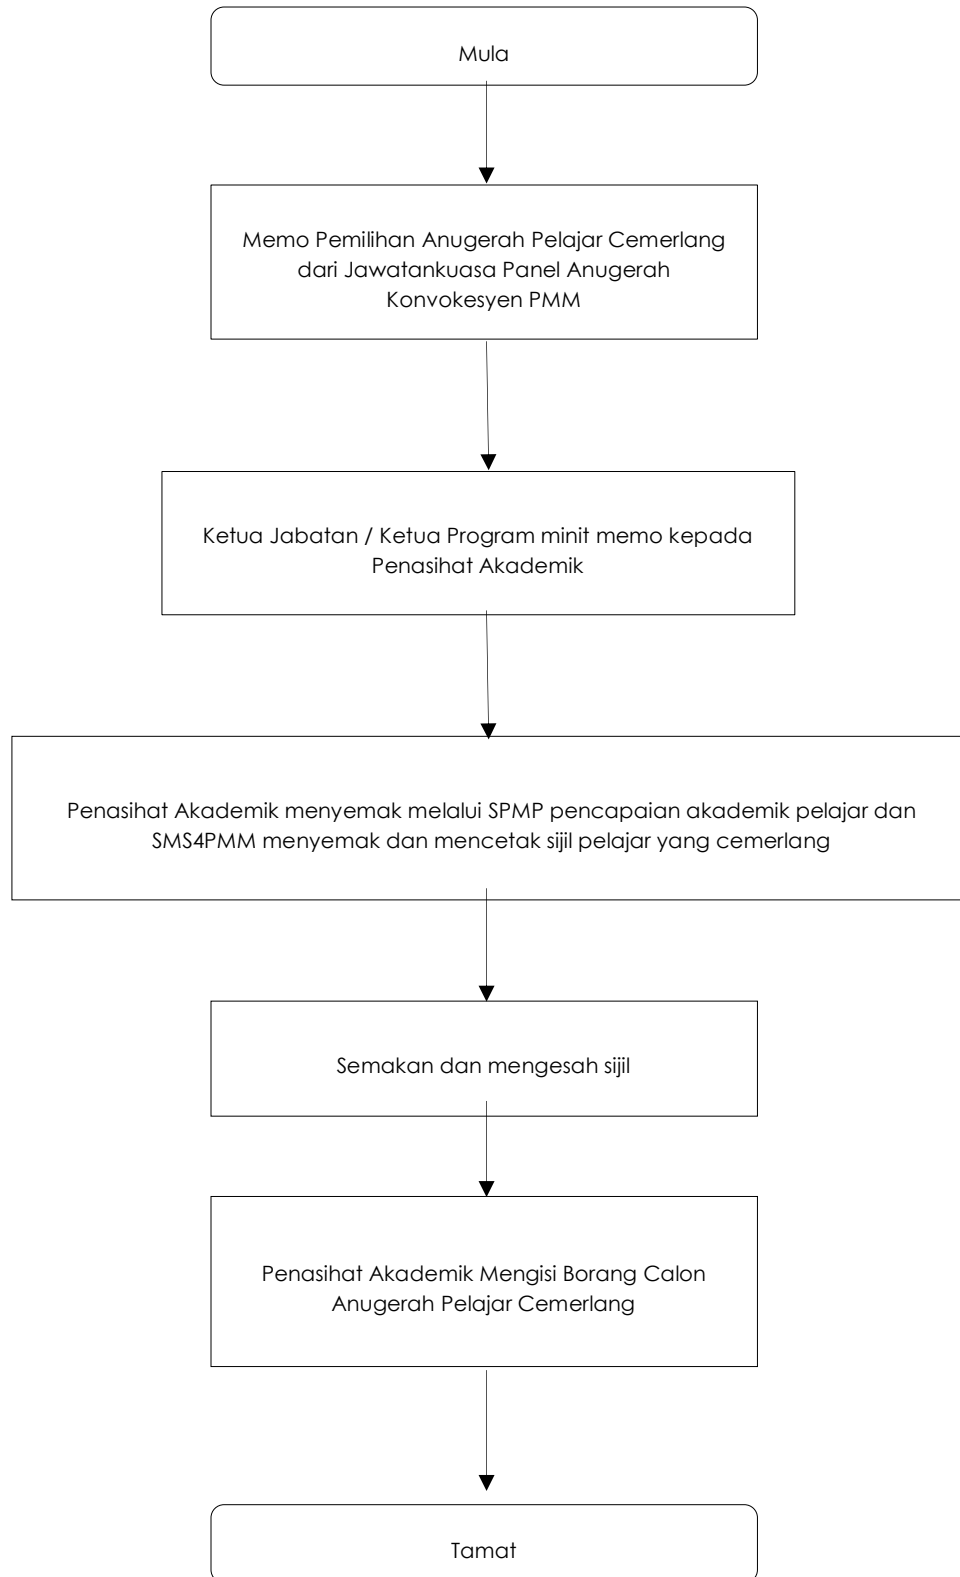 Mula
Memo Pemilihan Anugerah Pelajar Cemerlang
dari Jawatankuasa Panel Anugerah
Konvokesyen PMM
Ketua Jabatan / Ketua Program minit memo kepada
Penasihat Akademik
Penasihat Akademik menyemak melalui SPMP pencapaian akademik pelajar dan
SMS4PMM menyemak dan mencetak sijil pelajar yang cemerlang
Semakan dan mengesah sijil
Penasihat Akademik Mengisi Borang Calon
Anugerah Pelajar Cemerlang
Tamat